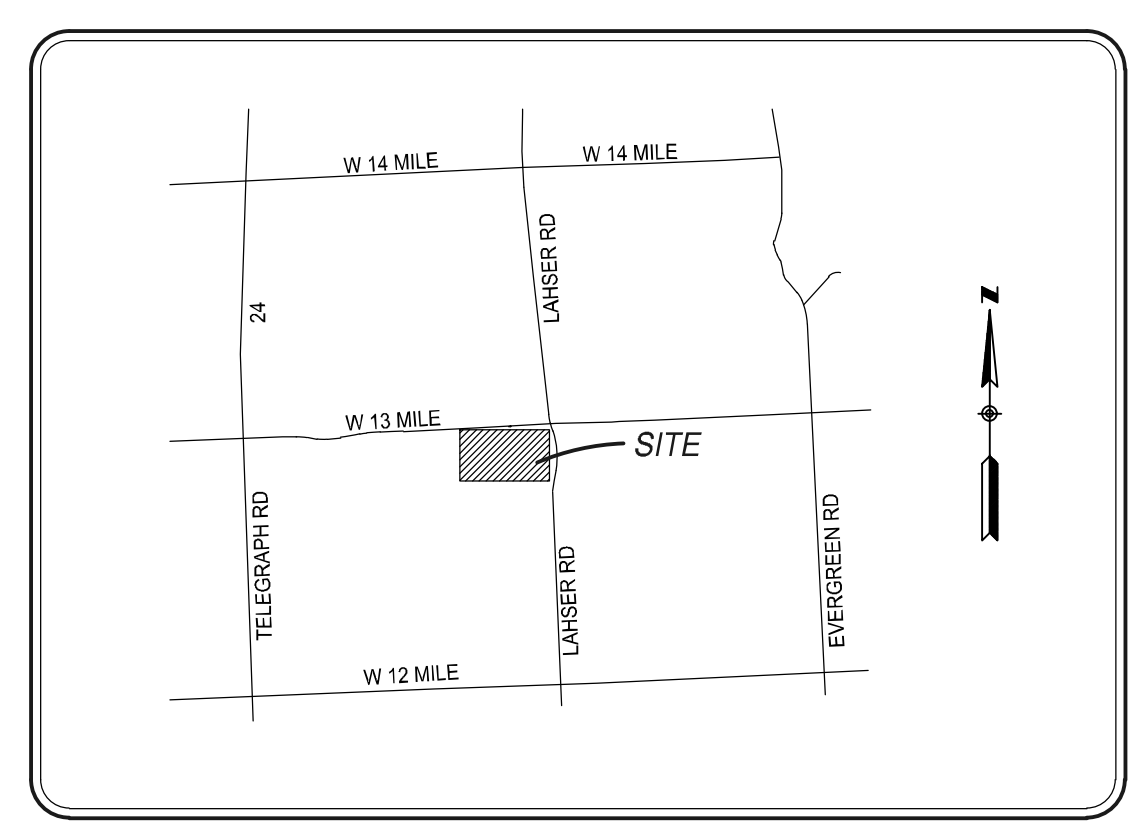 W 14 MILE
W 14 MILE
LAHSER RD
24
N
W 13 MILE
SITE
TELEGRAPH RD
LAHSER RD
EVERGREEN RD
W 12 MILE